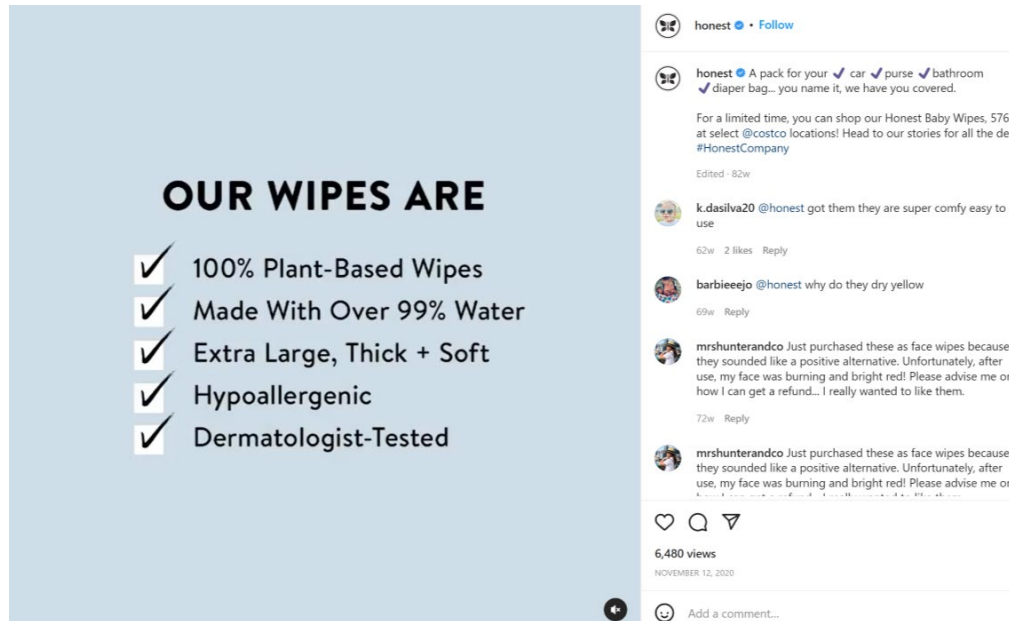 OUR WIPES ARE
100% Plant-Based Wipes
Made With Over 99% Water
Extra Large, Thick + Soft
Hypoallergenic
Dermatologist-Tested
honest • Follow
honest A pack for your ✔ car ✔ purse ✔ bathroom
✔ diaper bag... you name it, we have you covered.
For a limited time, you can shop our Honest Baby Wipes, 576
at select @costco locations! Head to our stories for all the
#HonestCompany
Edited · 82w
k.dasilva20 @honest got them they are super comfy easy to
use
62w 2 likes Reply
barbieeejo @honest why do they dry yellow
69w Reply
mrshunterandco Just purchased these as face wipes because
they sounded like a positive alternative. Unfortunately, after
use, my face was burning and bright red! Please advise me
how I can get a refund... I really wanted to like them.
72w Reply
mrshunterandco Just purchased these as face wipes because
they sounded like a positive alternative. Unfortunately, after
use, my face was burning and bright red! Please advise me
6,480 views
NOVEMBER 12, 2020
Add a comment...